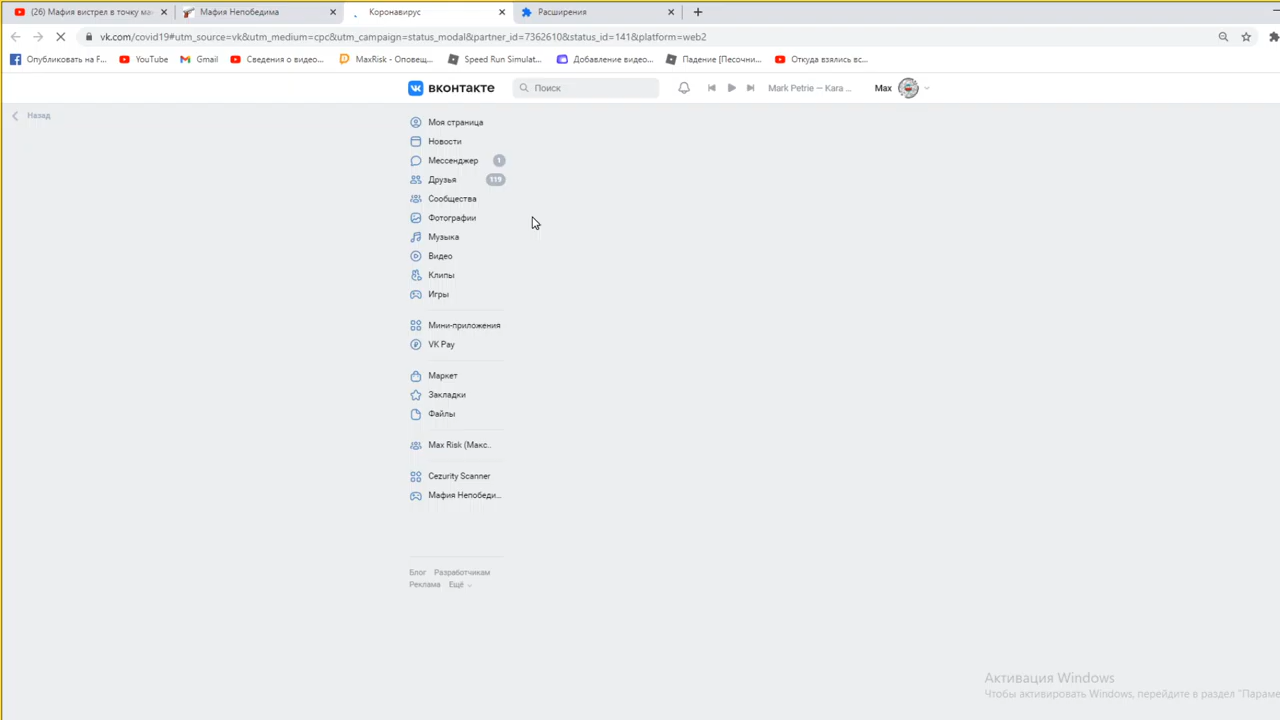 (26) Мафия вистрел в точку ма
Мафия Непобедима
Коронавирус
Расширения
vk.com/covid19#utm_source=vk&utm_medium=cpc&utm_campaign=status_modal&partner_id=7362610&status_id=141&platform=web2
Опубликовать на F...
YouTube
Gmail
Сведения о видео...
MaxRisk - Оповещ...
Speed Run Simulat...
Добавление видео...
Падение [Песочни...
Откуда взялись вс...
вконтакте
Поиск
Mark Petrie — Kara ...
Max
Назад
Моя страница
Новости
Мессенджер 1
Друзья 119
Сообщества
Фотографии
Музыка
Видео
Клипы
Игры
Мини-приложения
VK Pay
Маркет
Закладки
Файлы
Max Risk (Макс..
Cezurity Scanner
Мафия Непобеди...
Блог Разработчикам
Реклама Ещё
Активация Windows
Чтобы активировать Windows, перейдите в раздел "Параме